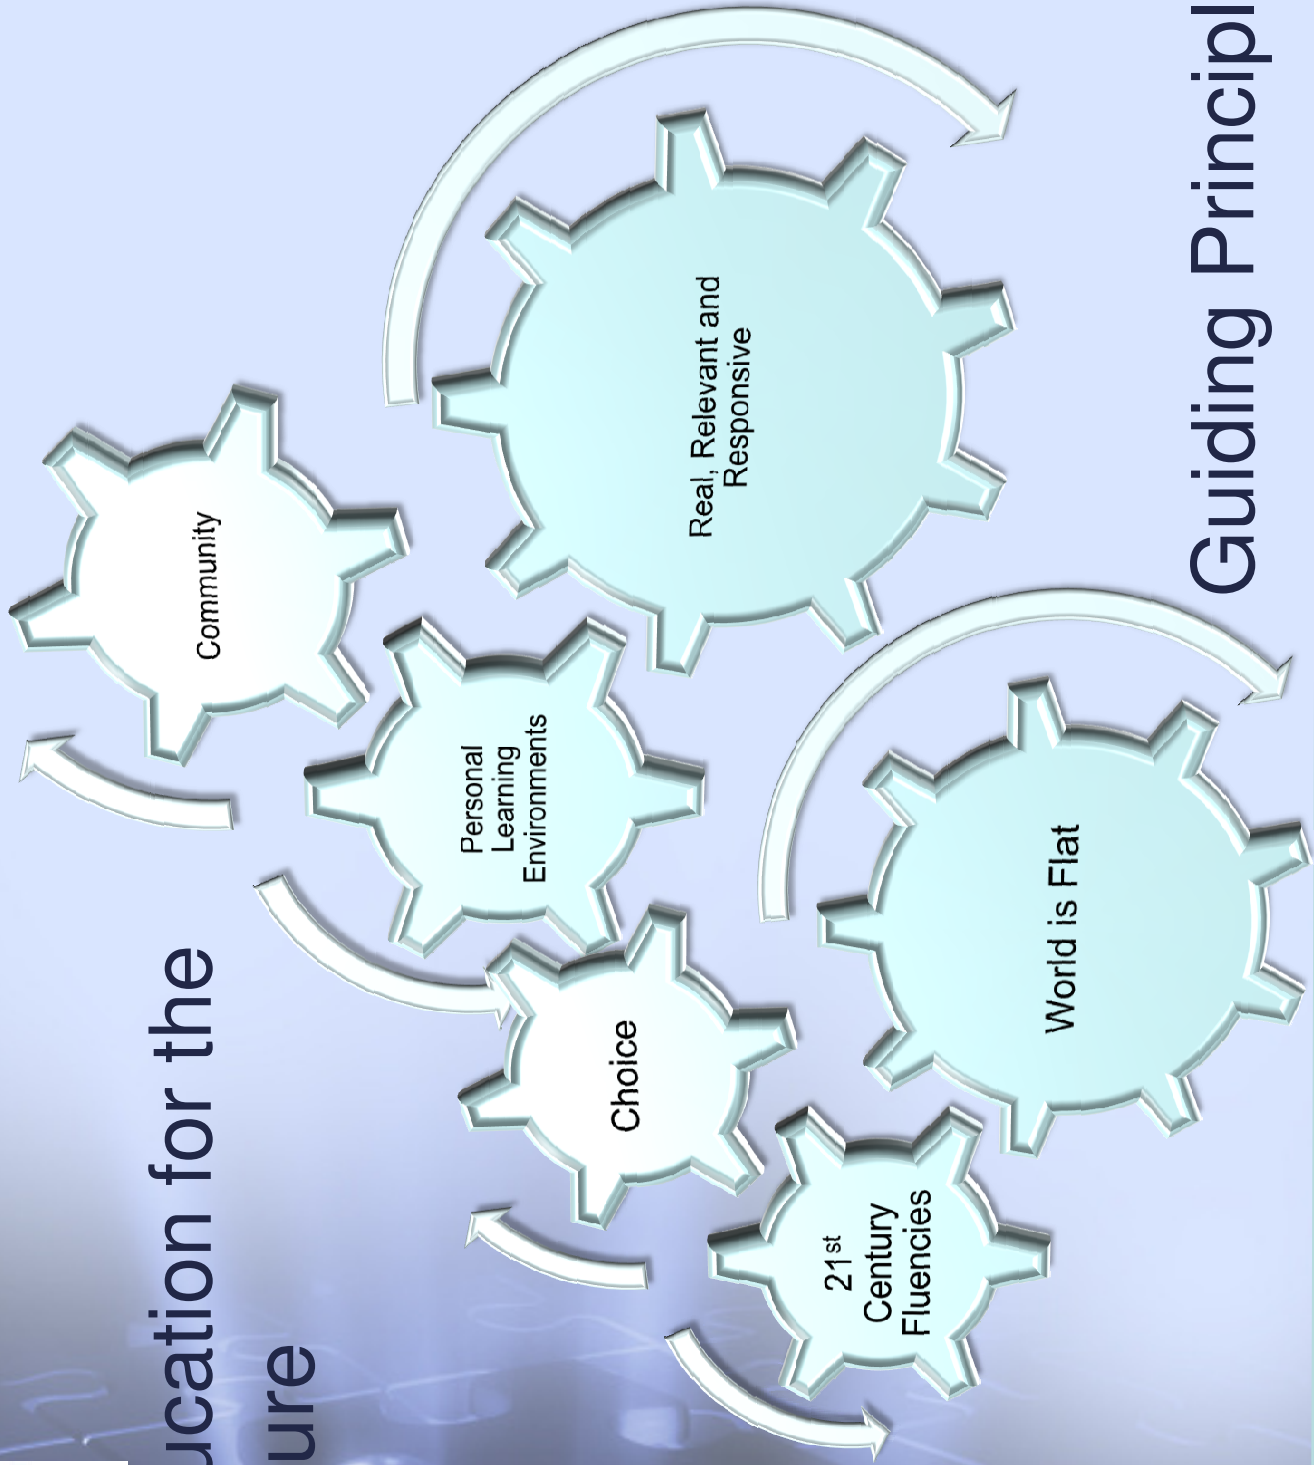 ucation for the
ure
Community
Personal
Learning
Environments
Choice
Real, Relevant and
Responsive
21st
Century
Fluencies
World is Flat
Guiding Principl